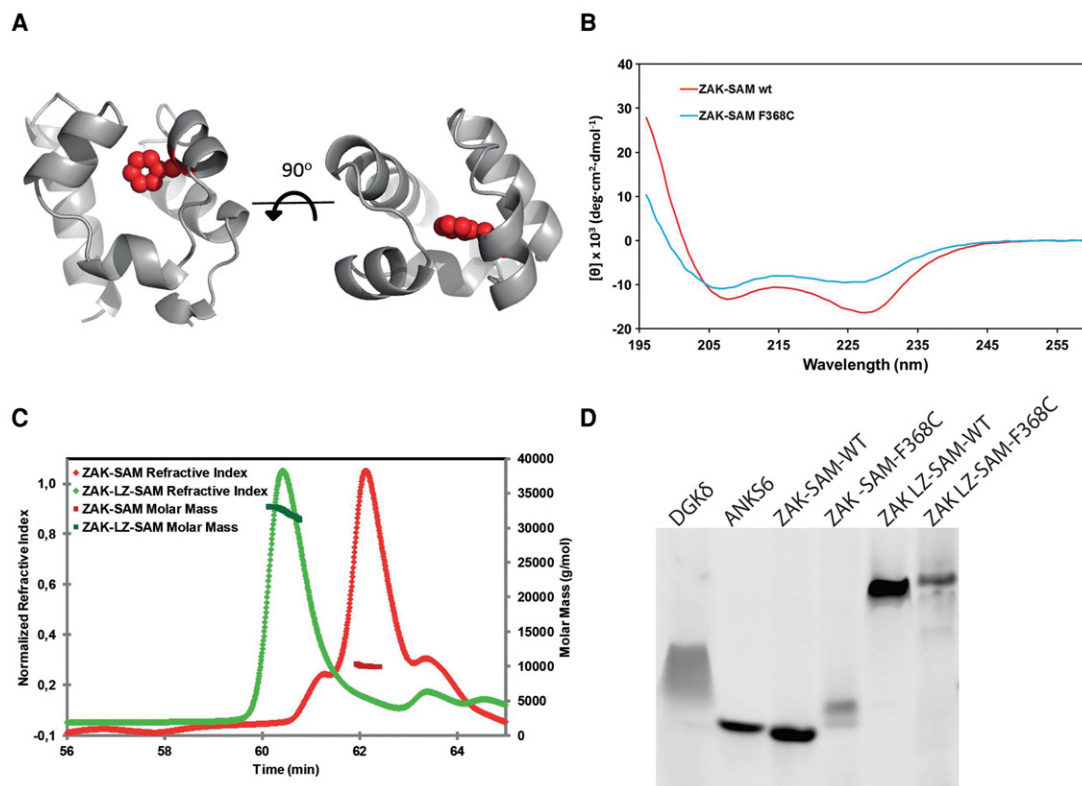 A
90º
B
[θ] x 10³ (deg·cm²·dmol⁻¹)
40
30
20
10
0
-10
-20
ZAK-SAM wt
ZAK-SAM F368C
195
205
215
225
235
245
255
Wavelength (nm)
C
Normalized Refractive Index
1,0
0,8
0,6
0,4
0,2
-0,1
ZAK-SAM Refractive Index
ZAK-LZ-SAM Refractive Index
ZAK-SAM Molar Mass
ZAK-LZ-SAM Molar Mass
40000
35000
30000
25000
20000
15000
10000
5000
0
Molar Mass (g/mol)
56
58
60
62
64
Time (min)
D
DGKδ
ANKS6
ZAK-SAM-WT
ZAK -SAM-F368C
ZAK LZ-SAM-WT
ZAK LZ-SAM-F368C